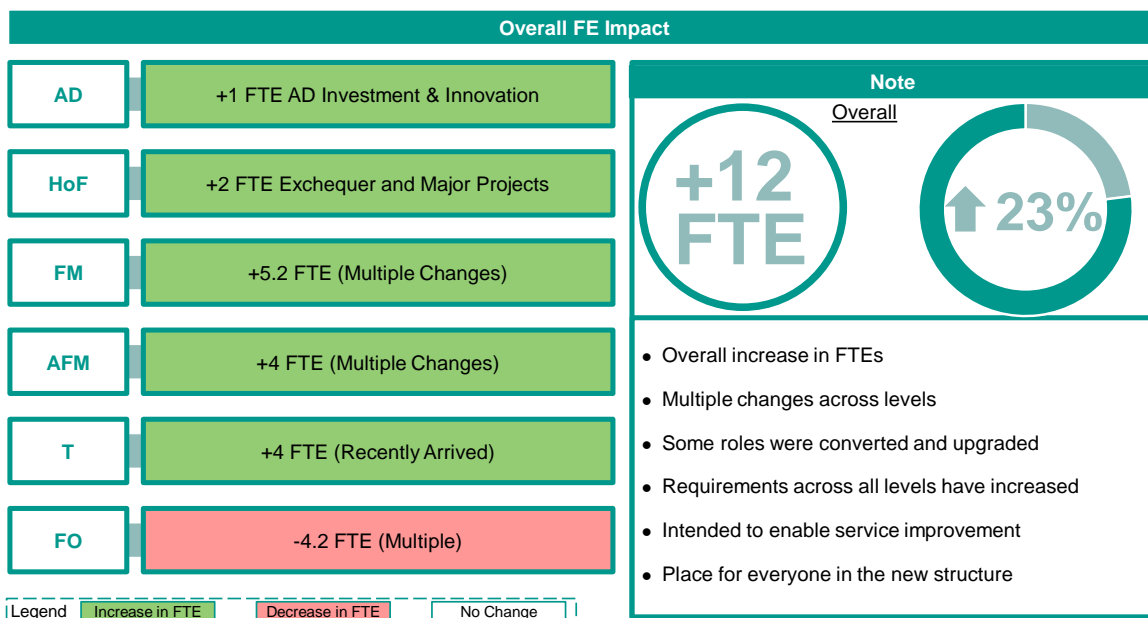 Overall FE Impact
AD
+1 FTE AD Investment & Innovation
HoF
+2 FTE Exchequer and Major Projects
FM
+5.2 FTE (Multiple Changes)
AFM
+4 FTE (Multiple Changes)
T
+4 FTE (Recently Arrived)
FO
-4.2 FTE (Multiple)
Legend
Increase in FTE
Decrease in FTE
No Change
Note
Overall
+12
FTE
23%
• Overall increase in FTEs
• Multiple changes across levels
• Some roles were converted and upgraded
• Requirements across all levels have increased
• Intended to enable service improvement
• Place for everyone in the new structure